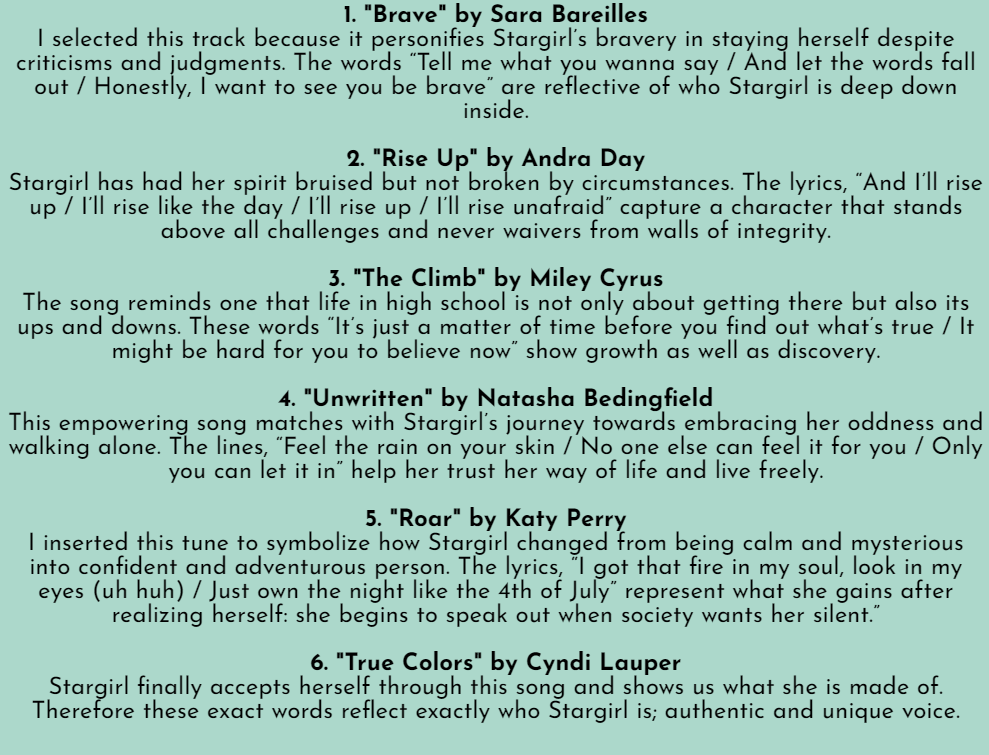 1. "Brave" by Sara Bareilles
I selected this track because it personifies Stargirl's bravery in staying herself despite
criticisms and judgments. The words “Tell me what you wanna say / And let the words fall
out / Honestly, I want to see you be brave” are reflective of who Stargirl is deep down
inside.
2. "Rise Up" by Andra Day
Stargirl has had her spirit bruised but not broken by circumstances. The lyrics, “And I'll rise
up / I'll rise like the day / I'll rise up / I'll rise unafraid” capture a character that stands
above all challenges and never waivers from walls of integrity.
3. "The Climb" by Miley Cyrus
The song reminds one that life in high school is not only about getting there but also its
ups and downs. These words “It's just a matter of time before you find out what's true / It
might be hard for you to believe now” show growth as well as discovery.
4. "Unwritten" by Natasha Bedingfield
This empowering song matches with Stargirl's journey towards embracing her oddness and
walking alone. The lines, “Feel the rain on your skin / No one else can feel it for you / Only
you can let it in” help her trust her way of life and live freely.
5. "Roar" by Katy Perry
I inserted this tune to symbolize how Stargirl changed from being calm and mysterious
into confident and adventurous person. The lyrics, “I got that fire in my soul, look in my
eyes (uh huh) / Just own the night like the 4th of July” represent what she gains after
realizing herself: she begins to speak out when society wants her silent.”
6. "True Colors" by Cyndi Lauper
Stargirl finally accepts herself through this song and shows us what she is made of.
Therefore these exact words reflect exactly who Stargirl is; authentic and unique voice.